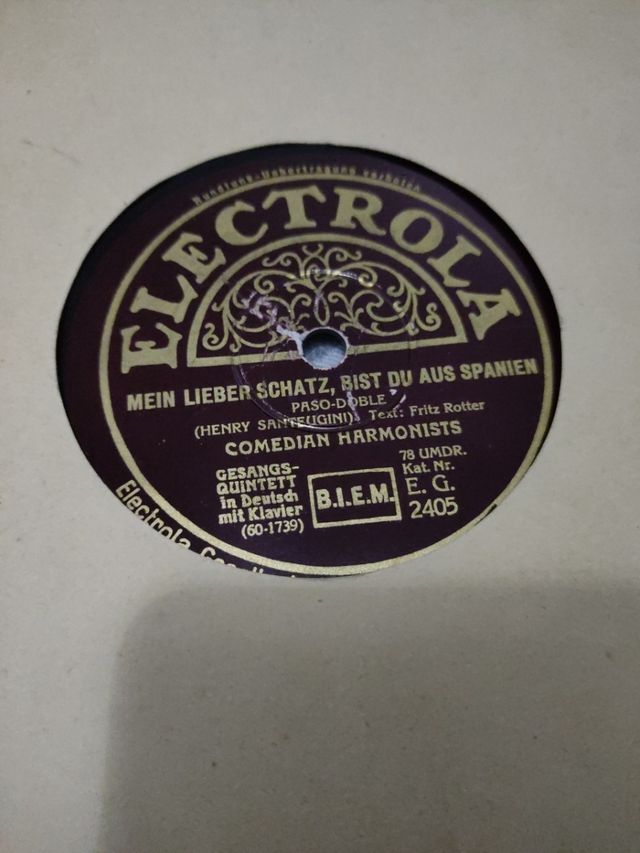 Rundfunk-Uebertragung verboten
ELECTROLA
MEIN LIEBER SCHATZ, BIST DU AUS SPANIEN
PASO-DOBLE
(HENRY SANTEUGINI) Text: Fritz Rotter
COMEDIAN HARMONISTS
GESANGS-
QUINTETT
in Deutsch
mit Klavier
(60-1739)
B.I.E.M.
78 UMDR.
Kat. Nr.
E. G.
2405
Electrola